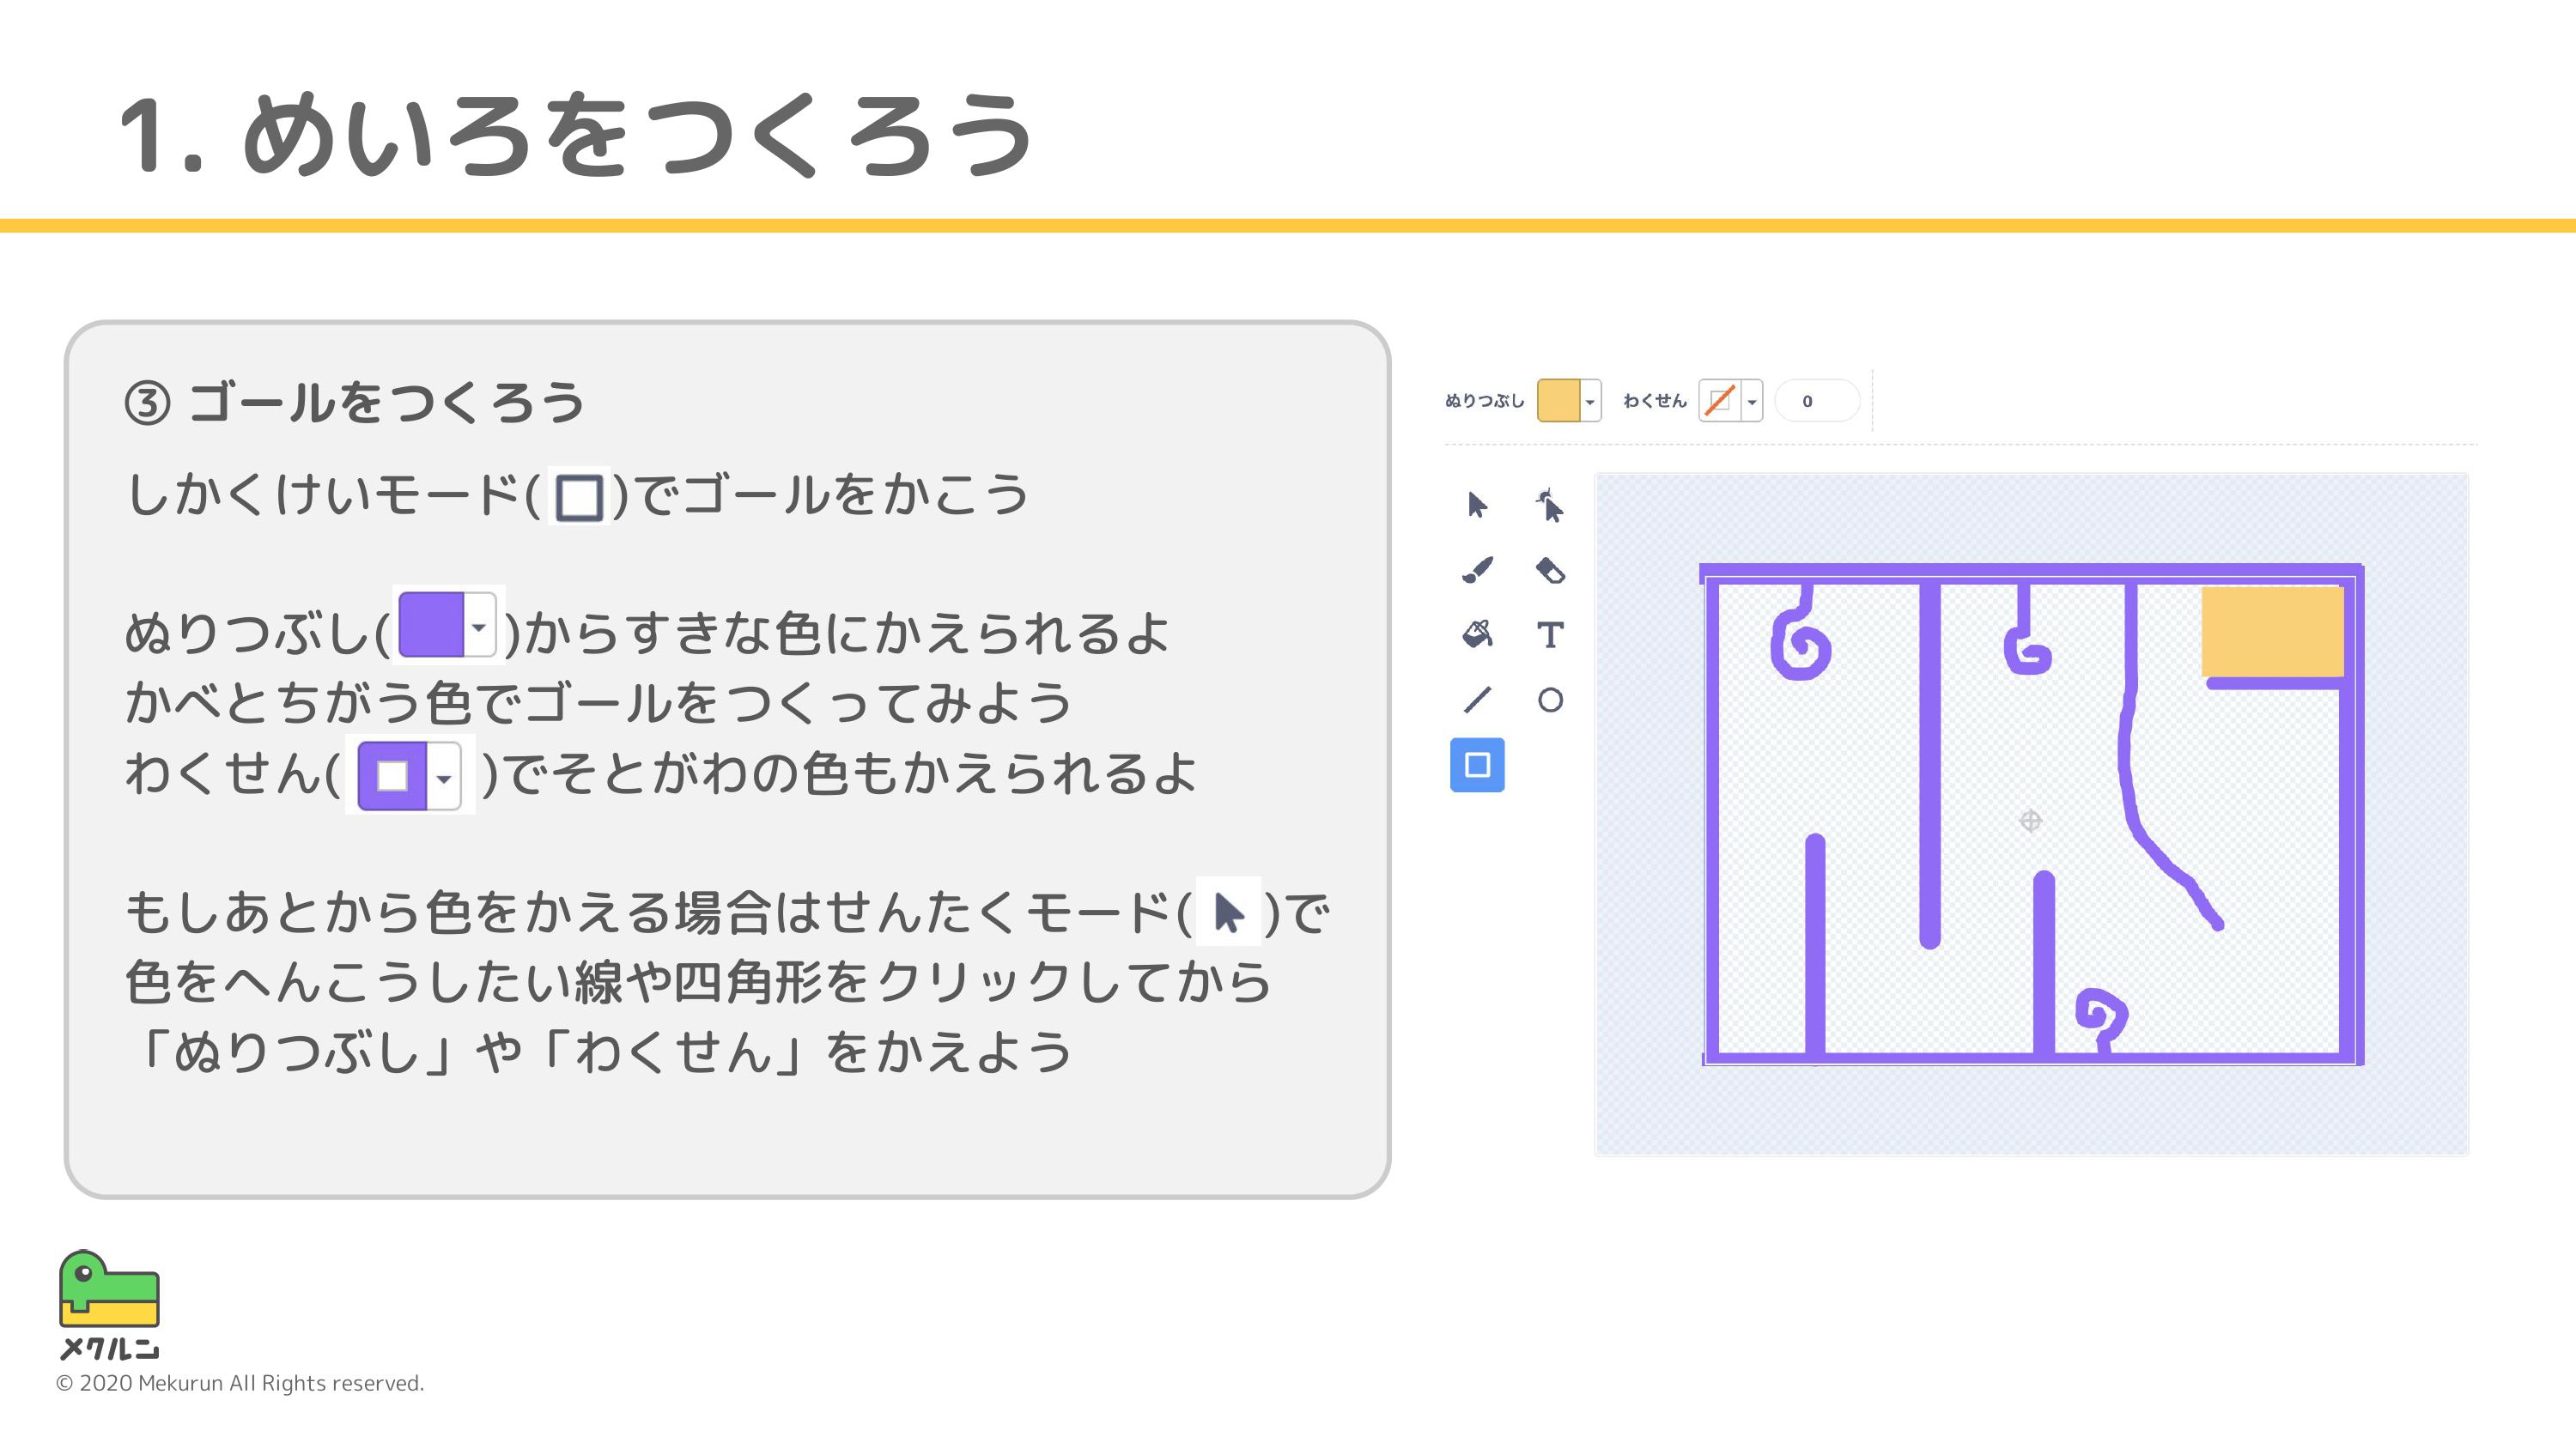 1. めいろをつくろう
③ ゴールをつくろう
しかくけいモード( )でゴールをかこう
ぬりつぶし( )からすきな色にかえられるよ
かべとちがう色でゴールをつくってみよう
わくせん( )でそとがわの色もかえられるよ
もしあとから色をかえる場合はせんたくモード( )で
色をへんこうしたい線や四角形をクリックしてから
「ぬりつぶし」や「わくせん」をかえよう
ぬりつぶし わくせん 0
T
メクルン
© 2020 Mekurun All Rights reserved.